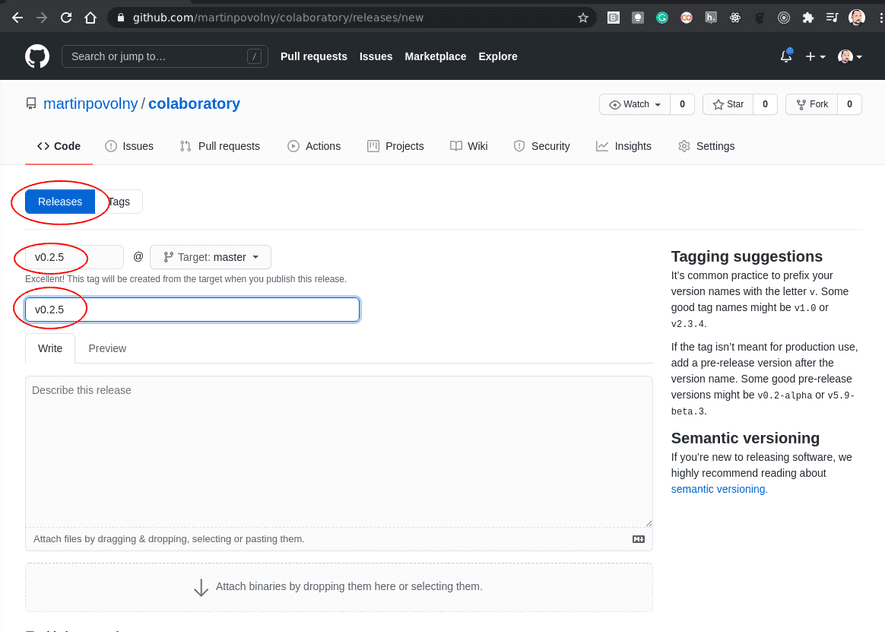 github.com/martinpovolny/colaboratory/releases/new
Search or jump to… /
Pull requests Issues Marketplace Explore
martinpovolny / colaboratory
Watch 0 Star 0 Fork 0
Code Issues Pull requests Actions Projects Wiki Security Insights Settings
Releases Tags
v0.2.5 @ Target: master
Excellent! This tag will be created from the target when you publish this release.
v0.2.5
Write Preview
Describe this release
Attach files by dragging & dropping, selecting or pasting them.
Attach binaries by dropping them here or selecting them.
Tagging suggestions
It's common practice to prefix your
version names with the letter v. Some
good tag names might be v1.0 or
v2.3.4.
If the tag isn't meant for production use,
add a pre-release version after the
version name. Some good pre-release
versions might be v0.2-alpha or v5.9-
beta.3.
Semantic versioning
If you're new to releasing software, we
highly recommend reading about
semantic versioning.